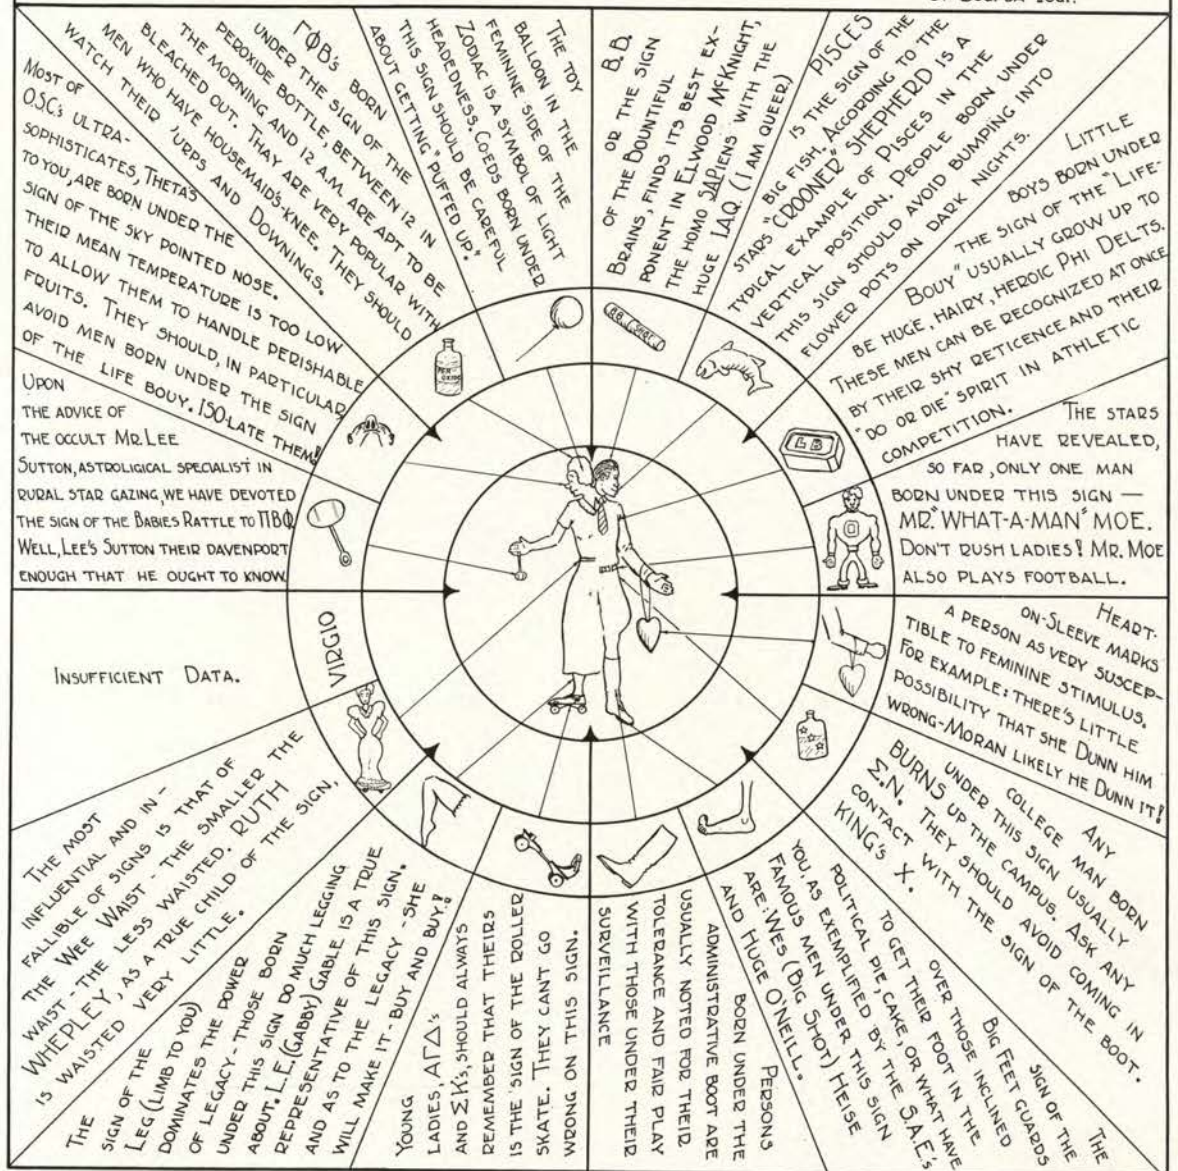 THE TOY
BALLOON IN THE
FEMININE SIDE OF THE
ZODIAC IS A SYMBOL OF LIGHT
HEADEDNESS. CO-EDS BORN UNDER
THIS SIGN SHOULD BE CAREFUL
ABOUT GETTING "PUFFED UP."
B.B.
OR THE SIGN
OF THE BOUNTIFUL
BRAINS, FINDS IT'S BEST EX-
PONENT IN ELWOOD MCKNIGHT,
THE HOMO SAPIENS WITH THE
HUGE I.A.Q (I AM QUEER)
PISCES
IS THE SIGN OF THE
"BIG FISH. ACCORDING TO THE
STARS "CROONER" SHEPHERD IS A
TYPICAL EXAMPLE OF PISCES IN THE
VERTICAL POSITION. PEOPLE BORN UNDER
THIS SIGN SHOULD AVOID BUMPING INTO
FLOWER POTS ON DARK NIGHTS.
LITTLE
BOYS BORN UNDER
THE SIGN OF THE "LIFE-
BOUY" USUALLY GROW UP TO
BE HUGE, HAIRY, HEROIC PHI DELTS.
THESE MEN CAN BE RECOGNIZED AT ONCE
BY THEIR SHY RETICENCE AND THEIR
"DO OR DIE" SPIRIT IN ATHLETIC
COMPETITION.
THE STARS
HAVE REVEALED,
SO FAR, ONLY ONE MAN
BORN UNDER THIS SIGN —
MR. "WHAT-A-MAN" MOE.
DON'T RUSH LADIES! MR. MOE
ALSO PLAYS FOOTBALL.
HEART-
ON-SLEEVE MARKS
A PERSON AS VERY SUSCEP-
TIBLE TO FEMININE STIMULUS.
FOR EXAMPLE: THERE'S LITTLE
POSSIBILITY THAT SHE DUNN HIM
WRONG-MORAN LIKELY HE DUNN IT!
ANY
COLLEGE MAN BORN
UNDER THIS SIGN USUALLY
BURNS UP THE CAMPUS. ASK ANY
Σ.N. THEY SHOULD AVOID COMING IN
CONTACT WITH THE SIGN OF THE BOOT.
KING'S X.
THE
SIGN OF THE
BIG FEET GUARDS
OVER THOSE INCLINED
TO GET THEIR FOOT IN THE
POLITICAL PIE, CAKE, OR WHAT HAVE
YOU, AS EXEMPLIFIED BY THE S.A.E.'s
FAMOUS MEN UNDER THIS SIGN
ARE: WES (BIG SHOT) HEISE
AND HUGE O'NEILL.
PERSONS
BORN UNDER THE
ADMINISTRATIVE BOOT ARE
USUALLY NOTED FOR THEIR
TOLERANCE AND FAIR PLAY
WITH THOSE UNDER THEIR
SURVEILLANCE
YOUNG
LADIES, ΑΓΔ's
AND ΣK's, SHOULD ALWAYS
REMEMBER THAT THEIRS
IS THE SIGN OF THE ROLLER
SKATE. THEY CAN'T GO
WRONG ON THIS SIGN.
THE
SIGN OF THE
LEG (LIMB TO YOU)
DOMINATES THE POWER
OF LEGACY - THOSE BORN
UNDER THIS SIGN DO MUCH LEGGING
ABOUT. L.E. (GABBY) GABLE IS A TRUE
REPRESENTATIVE OF THIS SIGN.
AND AS TO THE LEGACY - SHE
WILL MAKE IT - BUY AND BUY.!
THE MOST
INFLUENTIAL AND IN-
FALLIBLE OF SIGNS IS THAT OF
THE WEE WAIST - THE SMALLER THE
WAIST - THE LESS WAISTED. RUTH
WHEPLEY, AS A TRUE CHILD OF THE SIGN,
IS WAISTED VERY LITTLE.
INSUFFICIENT DATA.
VIRGIO
UPON
THE ADVICE OF
THE OCCULT MR. LEE
SUTTON, ASTROLIGICAL SPECIALIST IN
RURAL STAR GAZING, WE HAVE DEVOTED
THE SIGN OF THE BABIES RATTLE TO ΠΒΦ
WELL, LEE'S SUTTON THEIR DAVENPORT
ENOUGH THAT HE OUGHT TO KNOW
MOST OF
O.S.C.'s ULTRA-
SOPHISTICATES, THETA'S
TO YOU, ARE BORN UNDER THE
SIGN OF THE SKY POINTED NOSE.
THEIR MEAN TEMPERATURE IS TOO LOW
TO ALLOW THEM TO HANDLE PERISHABLE
FRUITS. THEY SHOULD, IN PARTICULAR
AVOID MEN BORN UNDER THE SIGN
OF THE LIFE BOUY. ISO-LATE THEM!
ΓΦΒ's BORN
UNDER THE SIGN OF THE
PEROXIDE BOTTLE, BETWEEN 12 IN
THE MORNING AND 12 A.M. ARE APT TO BE
BLEACHED OUT. THAY ARE VERY POPULAR WITH
MEN WHO HAVE HOUSEMAIDS-KNEE. THEY SHOULD
WATCH THEIR 'URPS AND DOWNINGS.
PER-
OXIDE
BB SHOT
LB
O